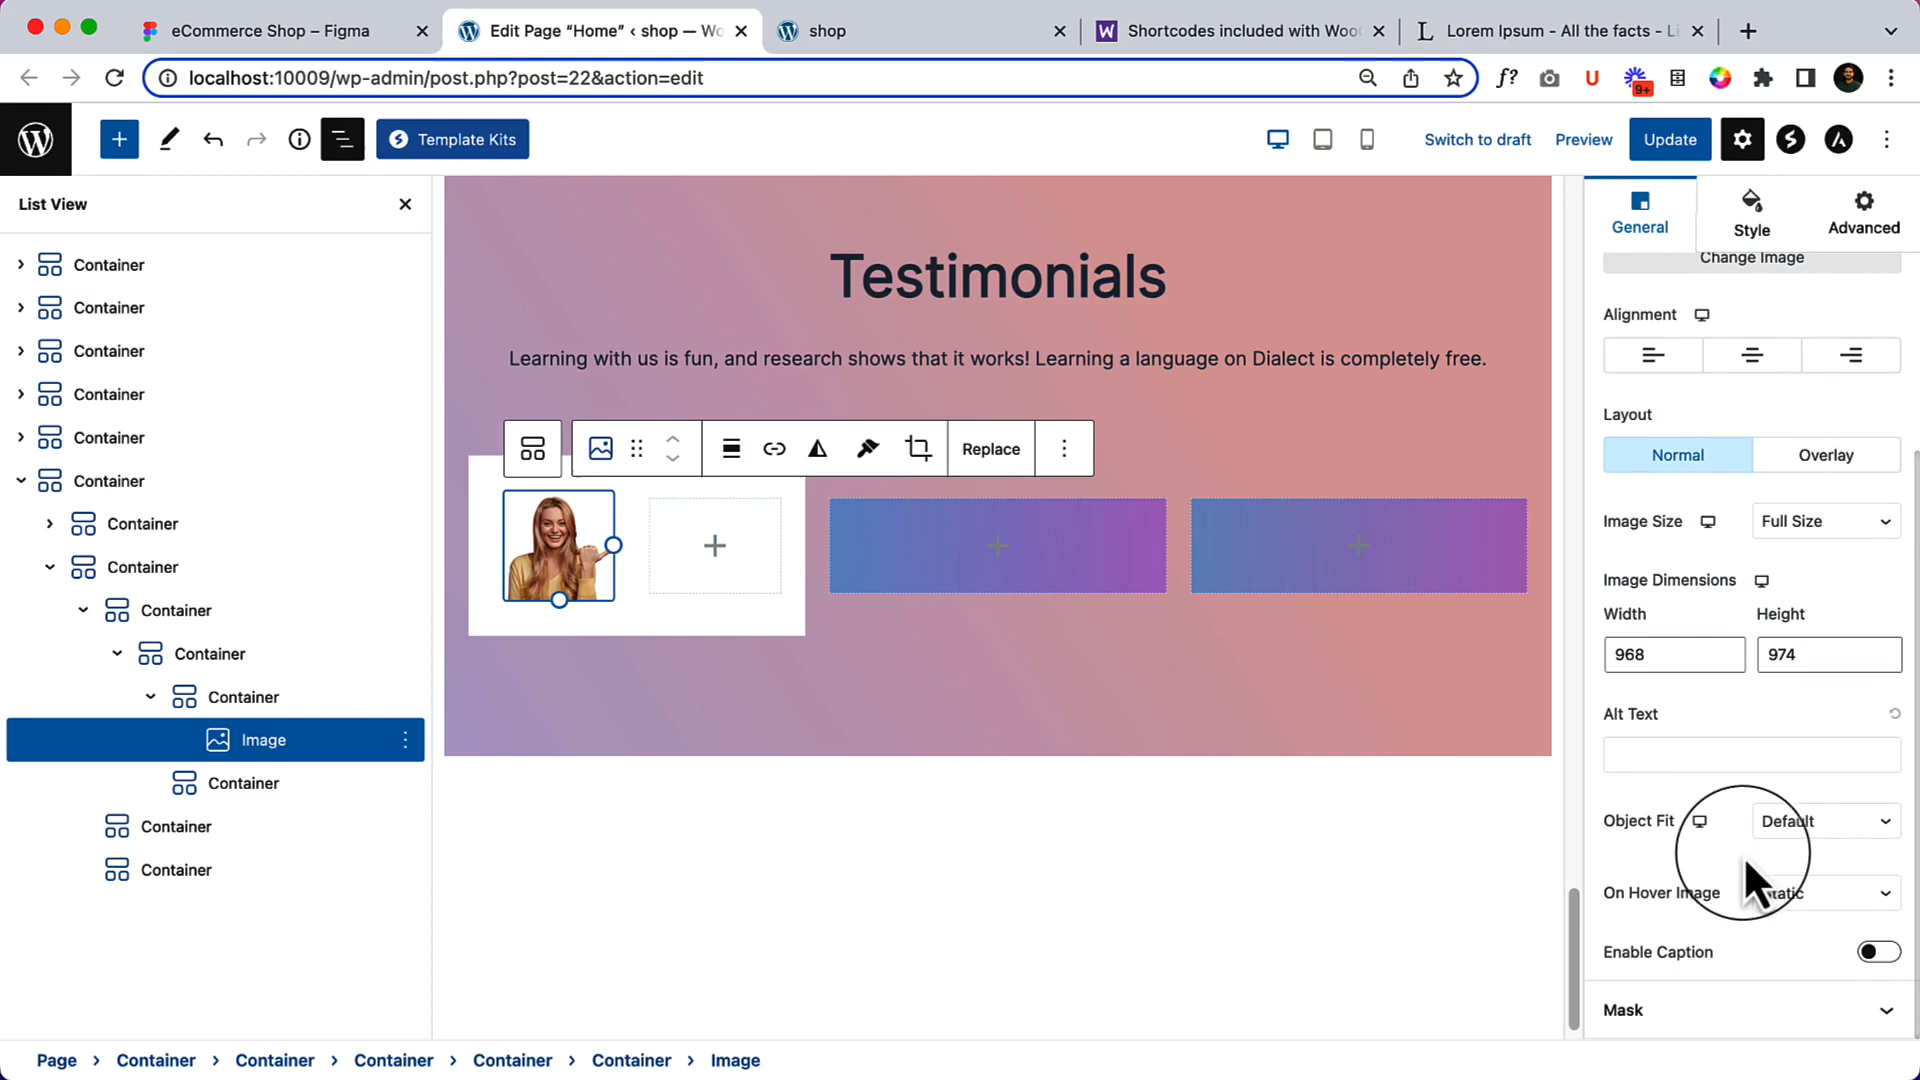 eCommerce Shop – Figma
Edit Page “Home” ‹ shop — Wo
shop
Shortcodes included with Woo
Lorem Ipsum - All the facts - Li
localhost:10009/wp-admin/post.php?post=22&action=edit
f?
U
9+
Template Kits
Switch to draft
Preview
Update
List View
General
Style
Advanced
Container
Container
Container
Container
Container
Container
Container
Container
Container
Container
Container
Image
Container
Container
Container
Testimonials
Learning with us is fun, and research shows that it works! Learning a language on Dialect is completely free.
Replace
Change Image
Alignment
Layout
Normal
Overlay
Image Size
Full Size
Image Dimensions
Width
Height
968
974
Alt Text
Object Fit
Default
On Hover Image
Enable Caption
Mask
Page › Container › Container › Container › Container › Container › Image